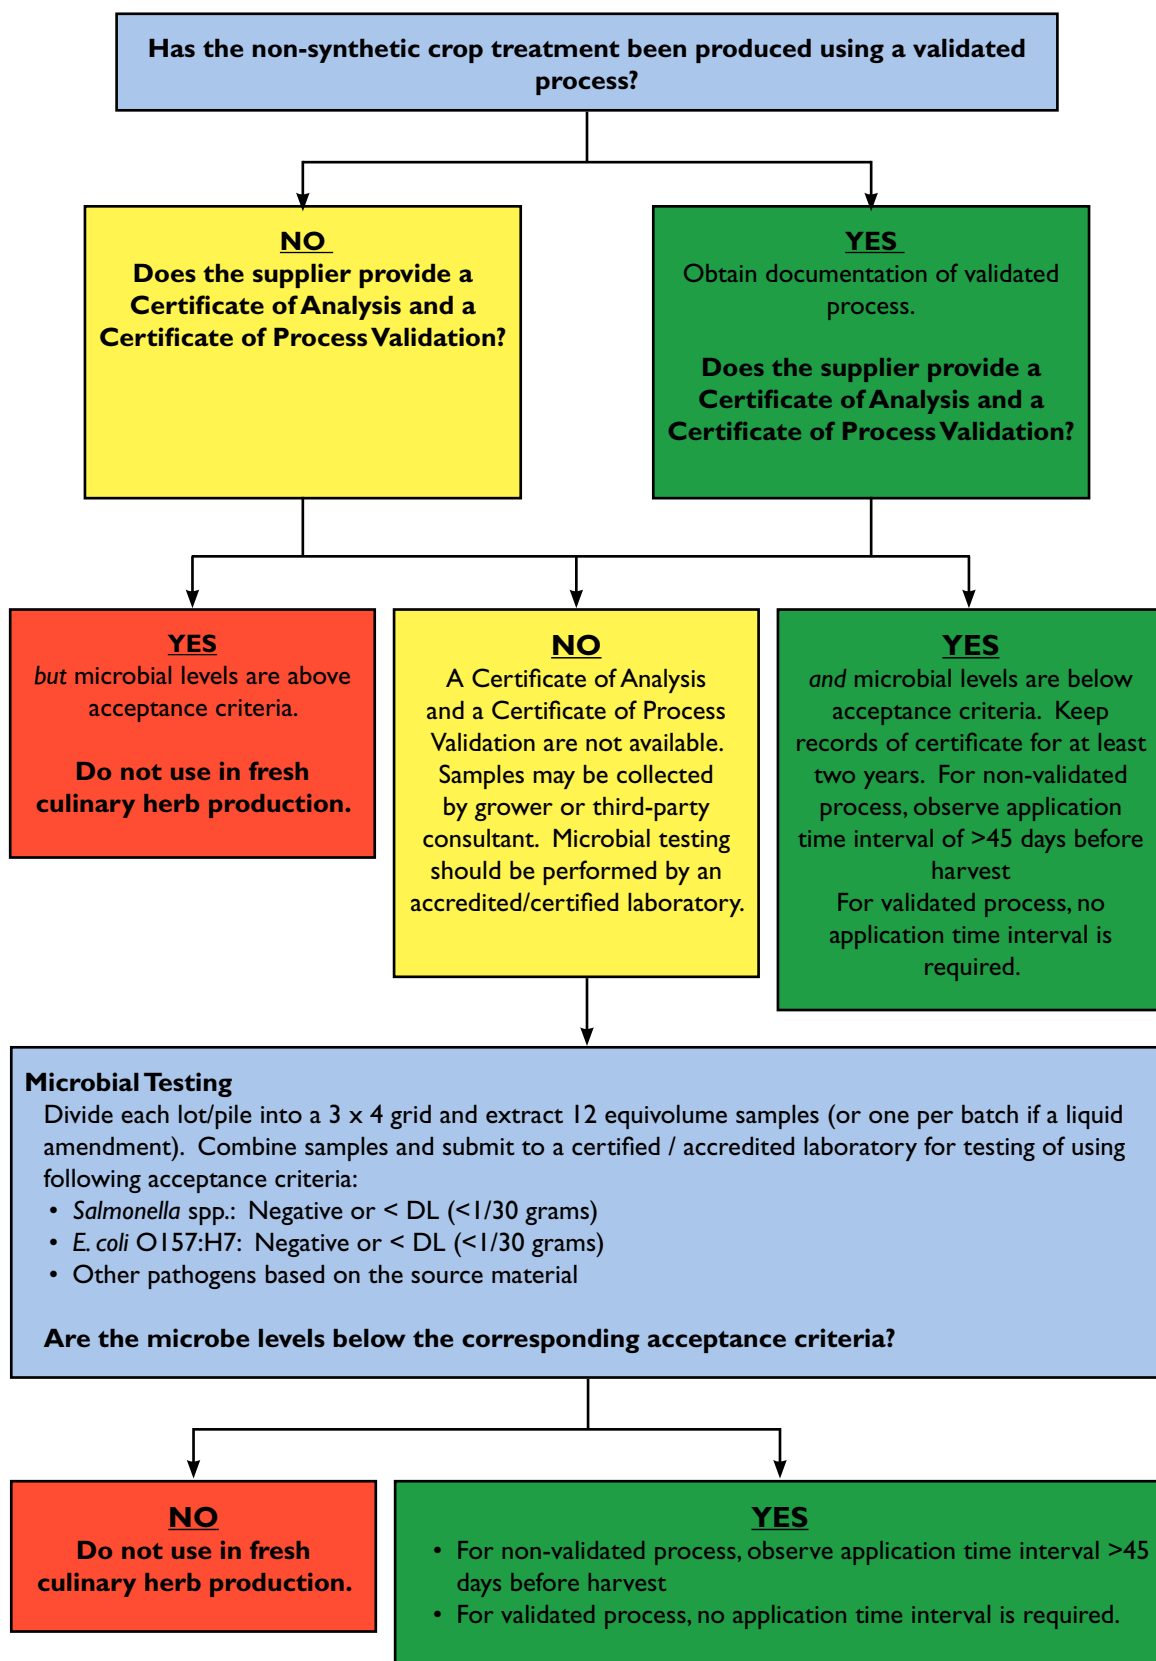 Has the non-synthetic crop treatment been produced using a validated
process?
NO
Does the supplier provide a
Certificate of Analysis and a
Certificate of Process Validation?
YES
Obtain documentation of validated
process.
Does the supplier provide a
Certificate of Analysis and a
Certificate of Process Validation?
YES
but microbial levels are above
acceptance criteria.
Do not use in fresh
culinary herb production.
NO
A Certificate of Analysis
and a Certificate of Process
Validation are not available.
Samples may be collected
by grower or third-party
consultant. Microbial testing
should be performed by an
accredited/certified laboratory.
YES
and microbial levels are below
acceptance criteria. Keep
records of certificate for at least
two years. For non-validated
process, observe application
time interval of >45 days before
harvest
For validated process, no
application time interval is
required.
Microbial Testing
Divide each lot/pile into a 3 x 4 grid and extract 12 equivolume samples (or one per batch if a liquid
amendment). Combine samples and submit to a certified / accredited laboratory for testing of using
following acceptance criteria:
• Salmonella spp.: Negative or < DL (<1/30 grams)
• E. coli O157:H7: Negative or < DL (<1/30 grams)
• Other pathogens based on the source material
Are the microbe levels below the corresponding acceptance criteria?
NO
Do not use in fresh
culinary herb production.
YES
• For non-validated process, observe application time interval >45
days before harvest
• For validated process, no application time interval is required.